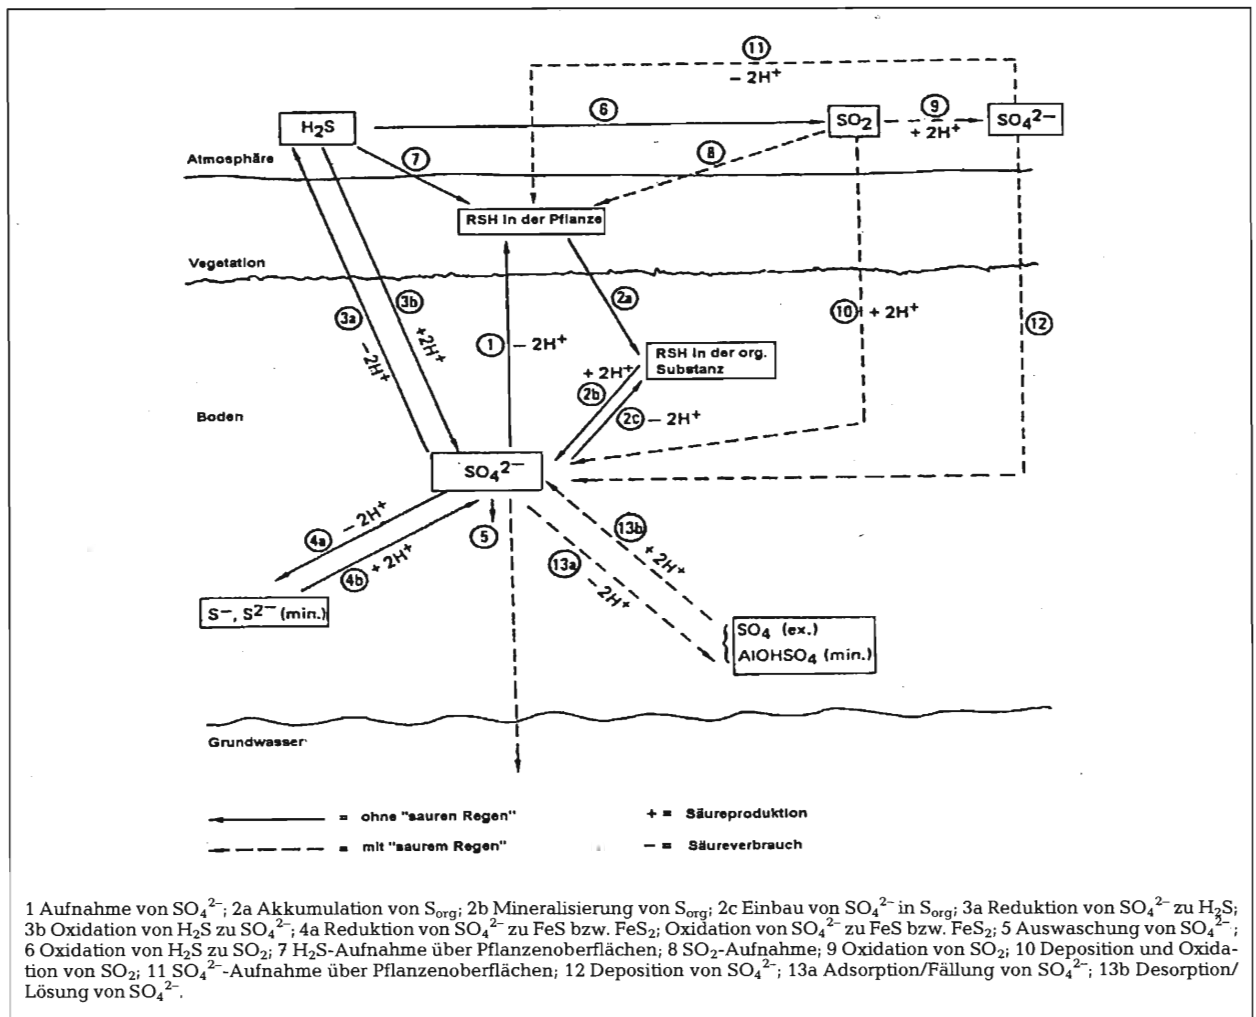 11
− 2H+
H2S
6
SO2
9
+ 2H+
SO4 2−
7
8
Atmosphäre
RSH in der Pflanze
Vegetation
3a
−2H+
3b
+2H+
1
− 2H+
2a
10
+ 2H+
12
RSH in der org.
Substanz
+ 2H+
2b
2c
− 2H+
Boden
SO4 2−
4a
− 2H+
4b
+ 2H+
5
13a
− 2H+
13b
+ 2H+
S−, S2− (min.)
SO4 (ex.)
AlOHSO4 (min.)
Grundwasser
= ohne "sauren Regen"
+ = Säureproduktion
= mit "saurem Regen"
− = Säureverbrauch
1 Aufnahme von SO4 2−; 2a Akkumulation von Sorg; 2b Mineralisierung von Sorg; 2c Einbau von SO4 2− in Sorg; 3a Reduktion von SO4 2− zu H2S;
3b Oxidation von H2S zu SO4 2−; 4a Reduktion von SO4 2− zu FeS bzw. FeS2; Oxidation von SO4 2− zu FeS bzw. FeS2; 5 Auswaschung von SO4 2−;
6 Oxidation von H2S zu SO2; 7 H2S-Aufnahme über Pflanzenoberflächen; 8 SO2-Aufnahme; 9 Oxidation von SO2; 10 Deposition und Oxida-
tion von SO2; 11 SO4 2−-Aufnahme über Pflanzenoberflächen; 12 Deposition von SO4 2−; 13a Adsorption/Fällung von SO4 2−; 13b Desorption/
Lösung von SO4 2−.